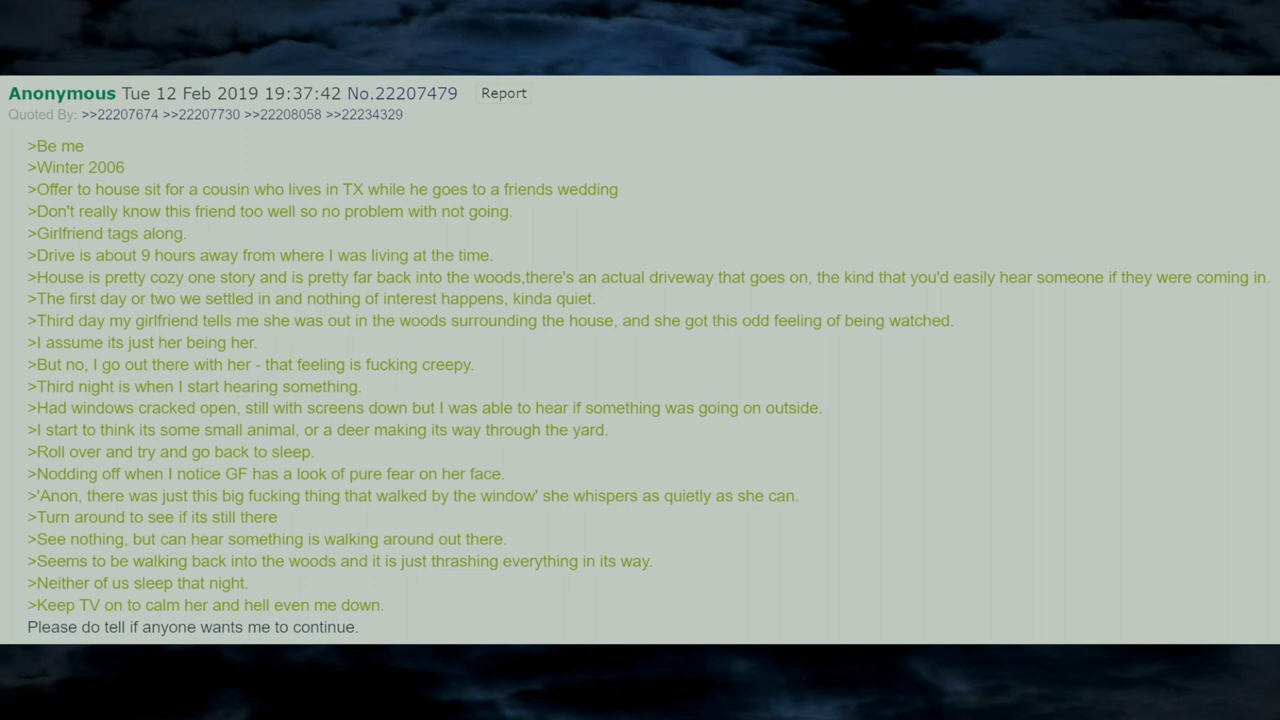 Anonymous Tue 12 Feb 2019 19:37:42 No.22207479 Report
Quoted By: >>22207674 >>22207730 >>22208058 >>22234329
>Be me
>Winter 2006
>Offer to house sit for a cousin who lives in TX while he goes to a friends wedding
>Don't really know this friend too well so no problem with not going.
>Girlfriend tags along.
>Drive is about 9 hours away from where I was living at the time.
>House is pretty cozy one story and is pretty far back into the woods,there's an actual driveway that goes on, the kind that you'd easily hear someone if they were coming in.
>The first day or two we settled in and nothing of interest happens, kinda quiet.
>Third day my girlfriend tells me she was out in the woods surrounding the house, and she got this odd feeling of being watched.
>I assume its just her being her.
>But no, I go out there with her - that feeling is fucking creepy.
>Third night is when I start hearing something.
>Had windows cracked open, still with screens down but I was able to hear if something was going on outside.
>I start to think its some small animal, or a deer making its way through the yard.
>Roll over and try and go back to sleep.
>Nodding off when I notice GF has a look of pure fear on her face.
>'Anon, there was just this big fucking thing that walked by the window' she whispers as quietly as she can.
>Turn around to see if its still there
>See nothing, but can hear something is walking around out there.
>Seems to be walking back into the woods and it is just thrashing everything in its way.
>Neither of us sleep that night.
>Keep TV on to calm her and hell even me down.
Please do tell if anyone wants me to continue.